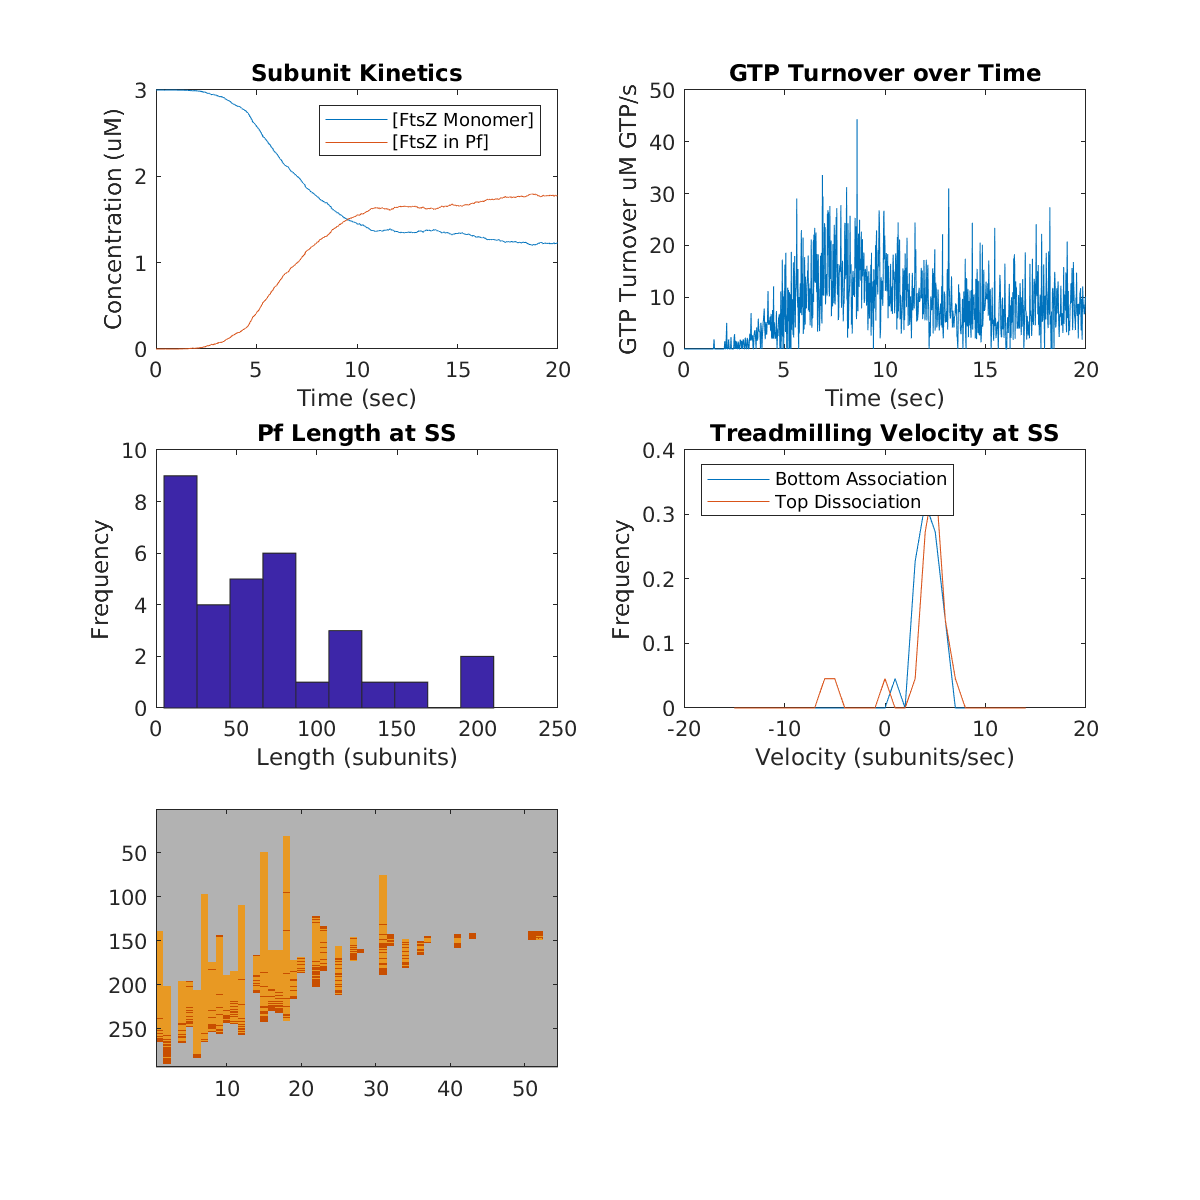 Subunit Kinetics
Concentration (uM)
3
2
1
0
[FtsZ Monomer]
[FtsZ in Pf]
0 5 10 15 20
Time (sec)
GTP Turnover over Time
GTP Turnover uM GTP/s
50
40
30
20
10
0
0 5 10 15 20
Time (sec)
Pf Length at SS
Frequency
10
8
6
4
2
0
0 50 100 150 200 250
Length (subunits)
Treadmilling Velocity at SS
Frequency
0.4
0.3
0.2
0.1
0
Bottom Association
Top Dissociation
-20 -10 0 10 20
Velocity (subunits/sec)
50
100
150
200
250
10 20 30 40 50